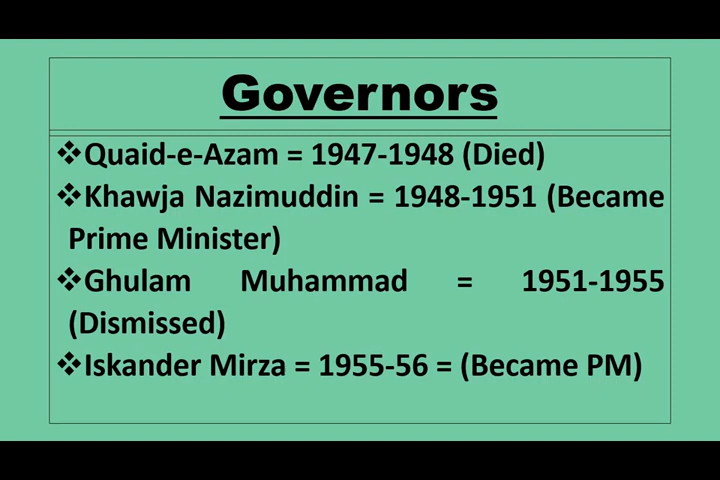 Governors
❖Quaid-e-Azam = 1947-1948 (Died)
❖Khawja Nazimuddin = 1948-1951 (Became
Prime Minister)
❖Ghulam Muhammad = 1951-1955
(Dismissed)
❖Iskander Mirza = 1955-56 = (Became PM)